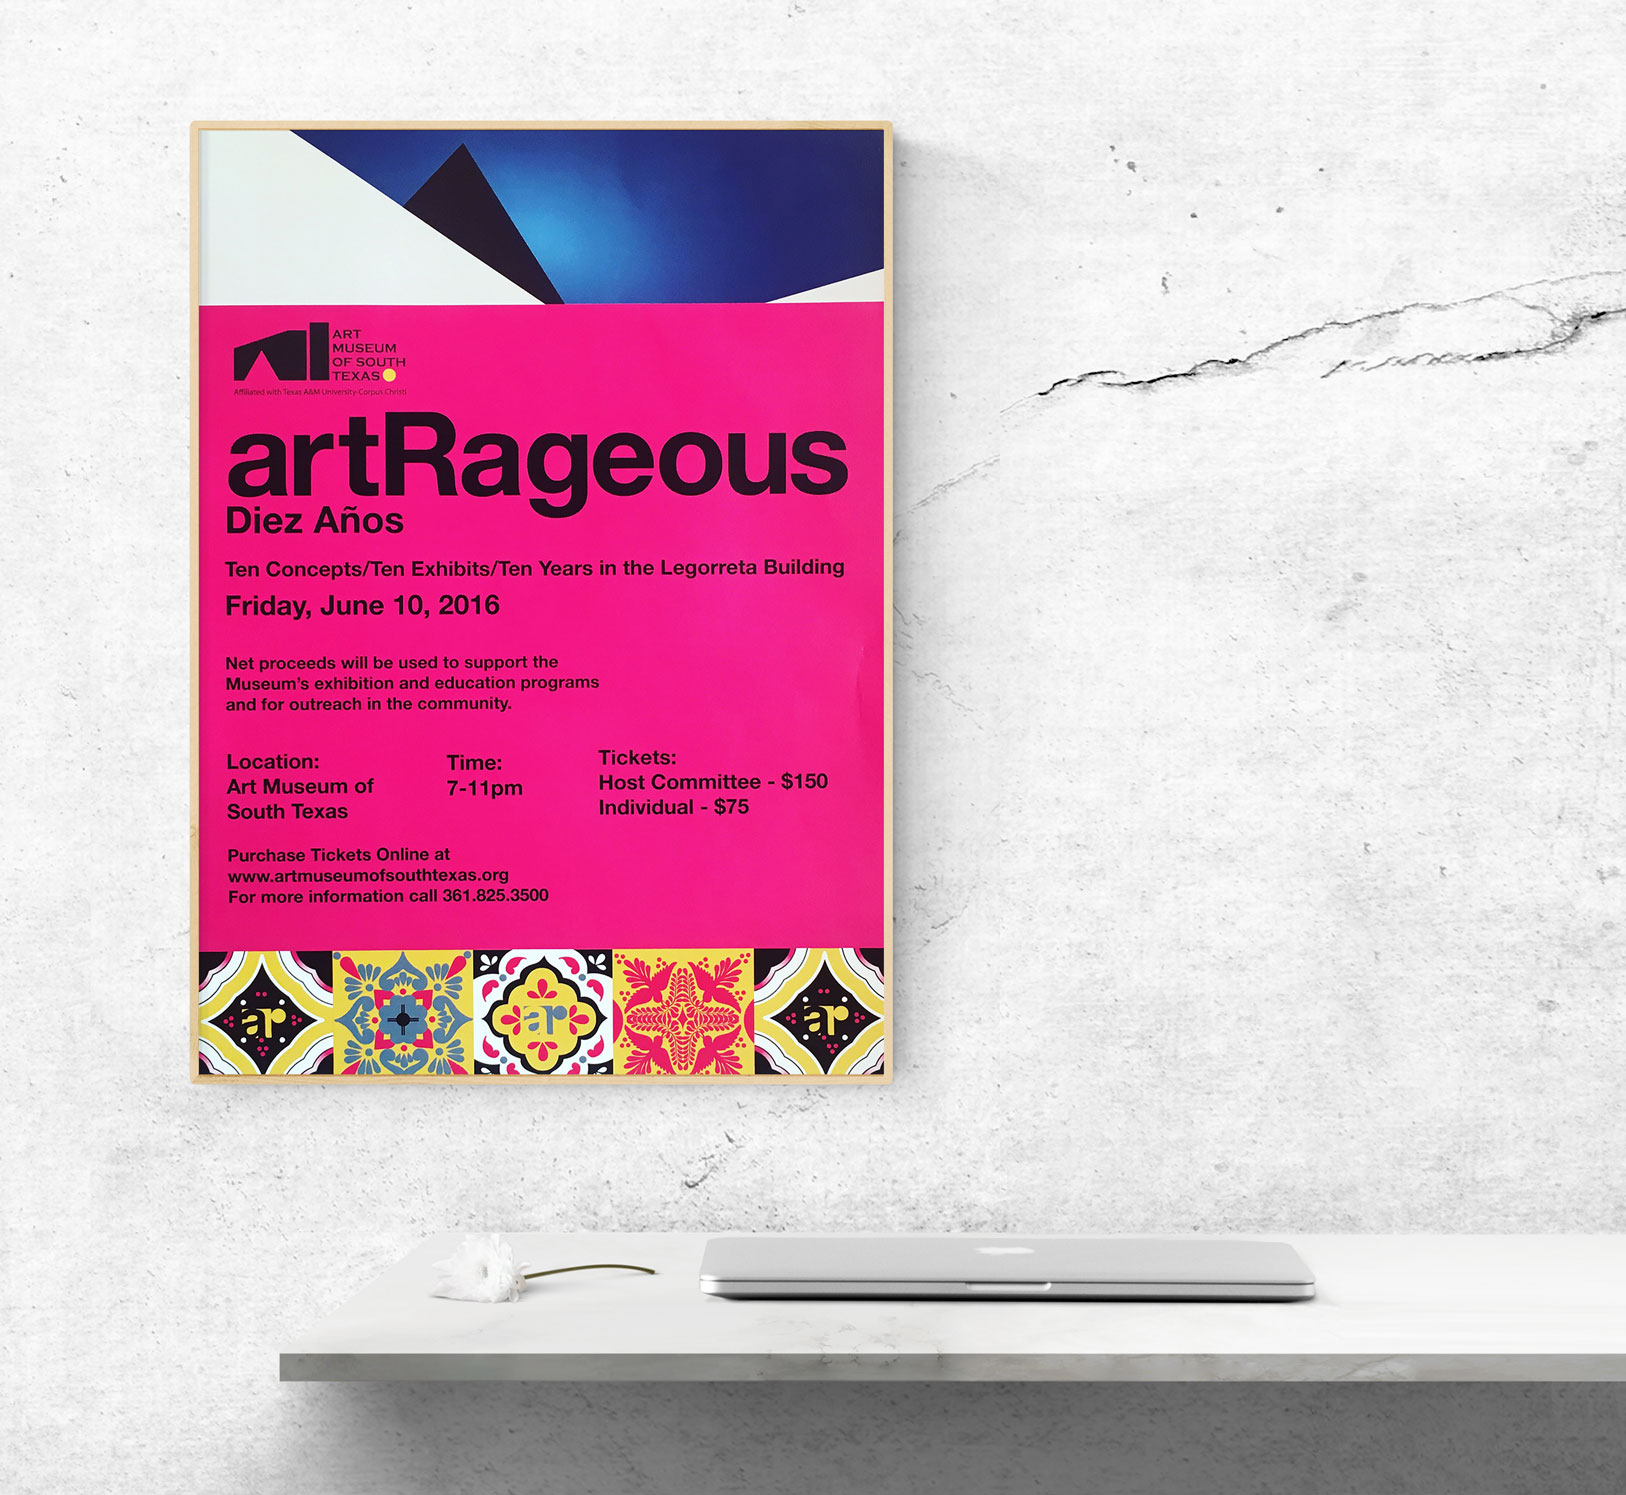 ART
MUSEUM
OF SOUTH
TEXAS
Affiliated with Texas A&M University-Corpus Christi
artRageous
Diez Años
Ten Concepts/Ten Exhibits/Ten Years in the Legorreta Building
Friday, June 10, 2016
Net proceeds will be used to support the
Museum's exhibition and education programs
and for outreach in the community.
Location:
Art Museum of
South Texas
Time:
7-11pm
Tickets:
Host Committee - $150
Individual - $75
Purchase Tickets Online at
www.artmuseumofsouthtexas.org
For more information call 361.825.3500
ar
ar
ar